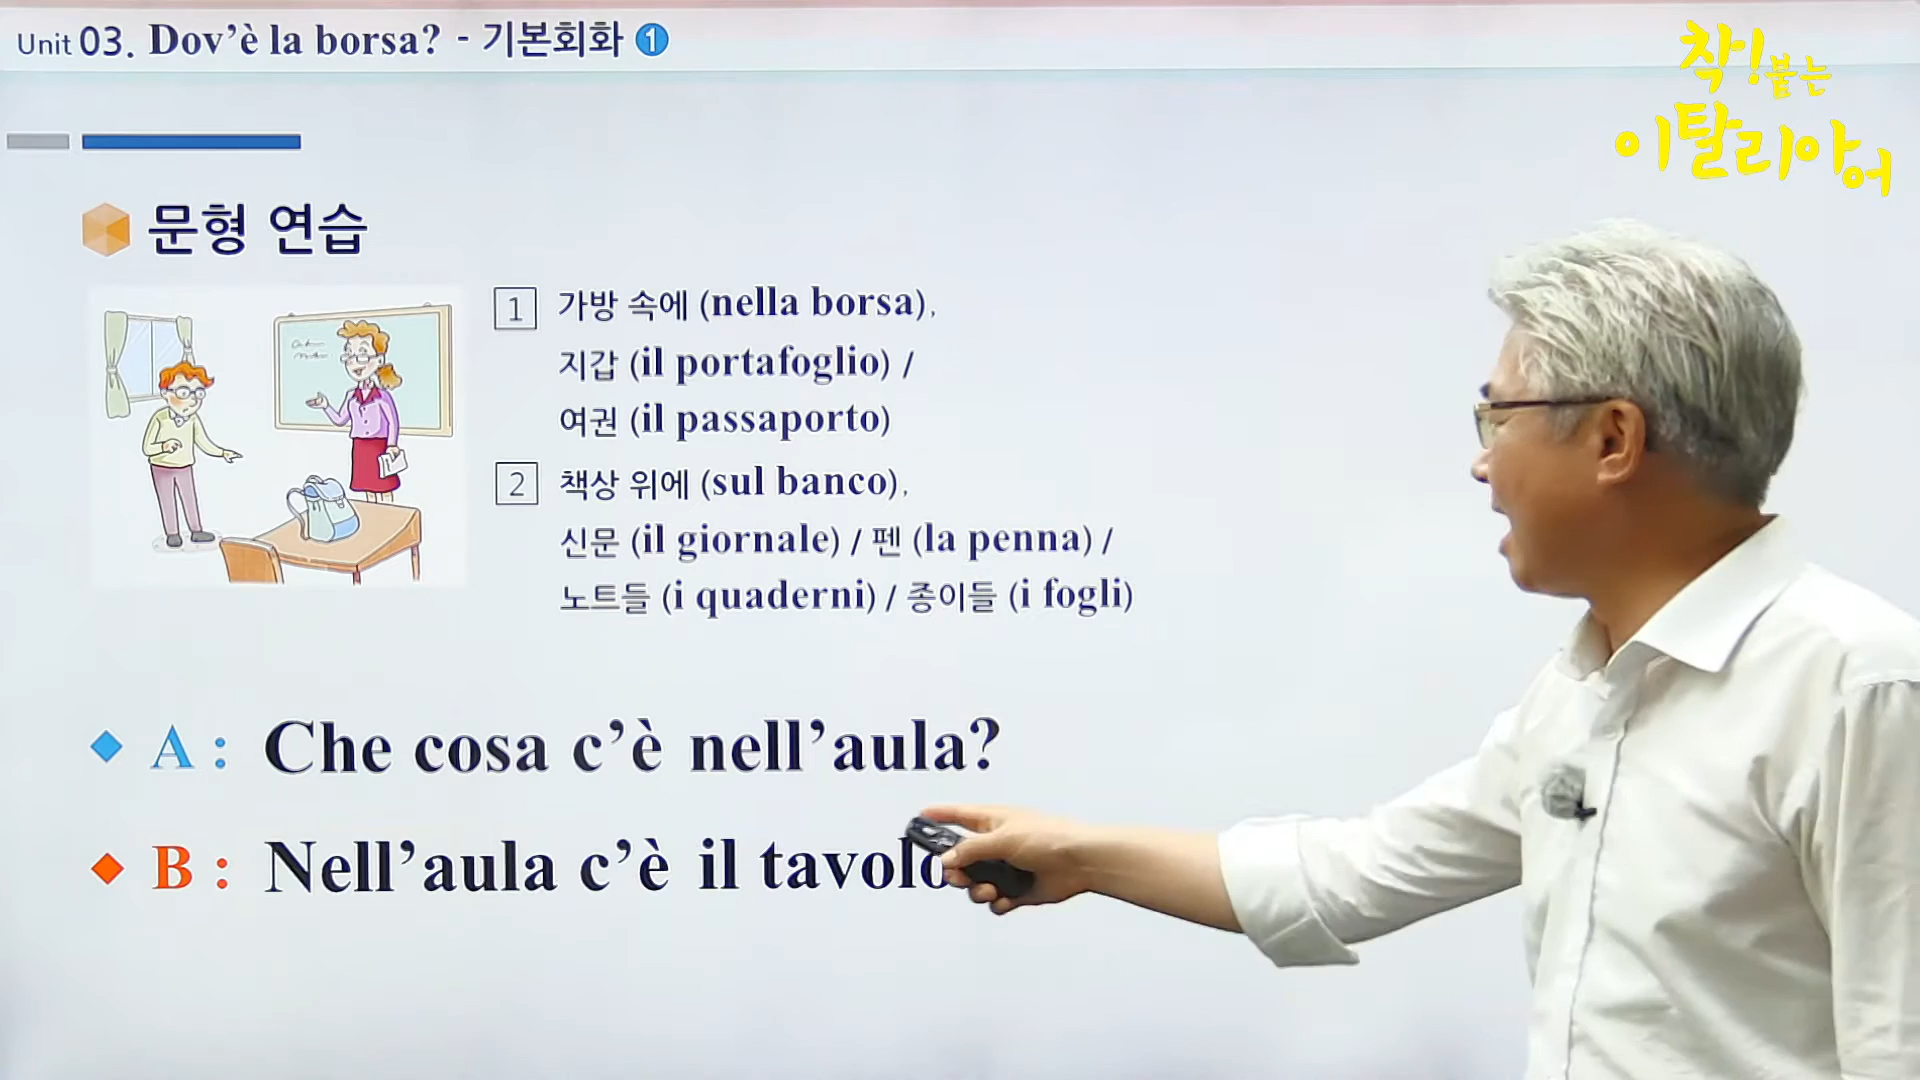 Unit 03. Dov'è la borsa? - 기본회화 1
착! 붙는
이탈리아어
문형 연습
1 가방 속에 (nella borsa),
지갑 (il portafoglio) /
여권 (il passaporto)
2 책상 위에 (sul banco),
신문 (il giornale) / 펜 (la penna) /
노트들 (i quaderni) / 종이들 (i fogli)
A : Che cosa c'è nell'aula?
B : Nell'aula c'è il tavolo